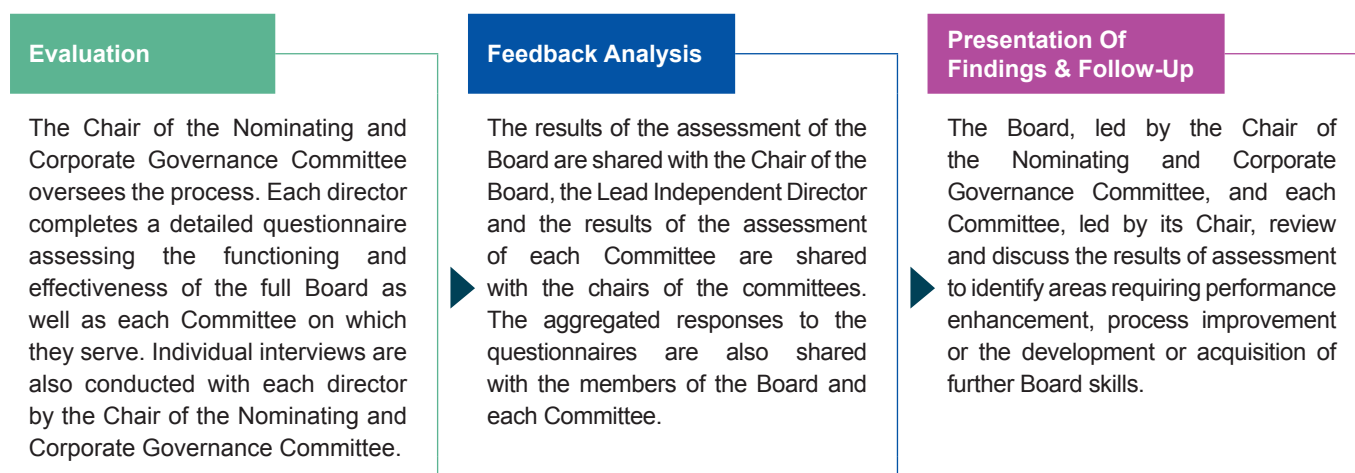 Evaluation
The Chair of the Nominating and
Corporate Governance Committee
oversees the process. Each director
completes a detailed questionnaire
assessing the functioning and
effectiveness of the full Board as
well as each Committee on which
they serve. Individual interviews are
also conducted with each director
by the Chair of the Nominating and
Corporate Governance Committee.
Feedback Analysis
The results of the assessment of the
Board are shared with the Chair of the
Board, the Lead Independent Director
and the results of the assessment
of each Committee are shared
with the chairs of the committees.
The aggregated responses to the
questionnaires are also shared
with the members of the Board and
each Committee.
Presentation Of
Findings & Follow-Up
The Board, led by the Chair of
the Nominating and Corporate
Governance Committee, and each
Committee, led by its Chair, review
and discuss the results of assessment
to identify areas requiring performance
enhancement, process improvement
or the development or acquisition of
further Board skills.